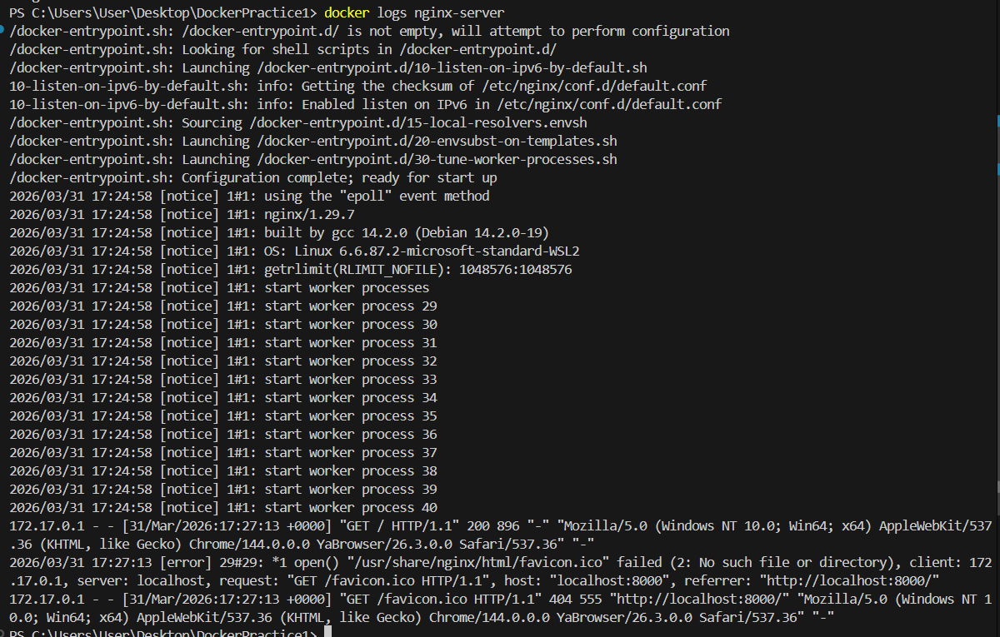 PS C:\Users\User\Desktop\DockerPractice1> docker logs nginx-server
/docker-entrypoint.sh: /docker-entrypoint.d/ is not empty, will attempt to perform configuration
/docker-entrypoint.sh: Looking for shell scripts in /docker-entrypoint.d/
/docker-entrypoint.sh: Launching /docker-entrypoint.d/10-listen-on-ipv6-by-default.sh
10-listen-on-ipv6-by-default.sh: info: Getting the checksum of /etc/nginx/conf.d/default.conf
10-listen-on-ipv6-by-default.sh: info: Enabled listen on IPv6 in /etc/nginx/conf.d/default.conf
/docker-entrypoint.sh: Sourcing /docker-entrypoint.d/15-local-resolvers.envsh
/docker-entrypoint.sh: Launching /docker-entrypoint.d/20-envsubst-on-templates.sh
/docker-entrypoint.sh: Launching /docker-entrypoint.d/30-tune-worker-processes.sh
/docker-entrypoint.sh: Configuration complete; ready for start up
2026/03/31 17:24:58 [notice] 1#1: using the "epoll" event method
2026/03/31 17:24:58 [notice] 1#1: nginx/1.29.7
2026/03/31 17:24:58 [notice] 1#1: built by gcc 14.2.0 (Debian 14.2.0-19)
2026/03/31 17:24:58 [notice] 1#1: OS: Linux 6.6.87.2-microsoft-standard-WSL2
2026/03/31 17:24:58 [notice] 1#1: getrlimit(RLIMIT_NOFILE): 1048576:1048576
2026/03/31 17:24:58 [notice] 1#1: start worker processes
2026/03/31 17:24:58 [notice] 1#1: start worker process 29
2026/03/31 17:24:58 [notice] 1#1: start worker process 30
2026/03/31 17:24:58 [notice] 1#1: start worker process 31
2026/03/31 17:24:58 [notice] 1#1: start worker process 32
2026/03/31 17:24:58 [notice] 1#1: start worker process 33
2026/03/31 17:24:58 [notice] 1#1: start worker process 34
2026/03/31 17:24:58 [notice] 1#1: start worker process 35
2026/03/31 17:24:58 [notice] 1#1: start worker process 36
2026/03/31 17:24:58 [notice] 1#1: start worker process 37
2026/03/31 17:24:58 [notice] 1#1: start worker process 38
2026/03/31 17:24:58 [notice] 1#1: start worker process 39
2026/03/31 17:24:58 [notice] 1#1: start worker process 40
172.17.0.1 - - [31/Mar/2026:17:27:13 +0000] "GET / HTTP/1.1" 200 896 "-" "Mozilla/5.0 (Windows NT 10.0; Win64; x64) AppleWebKit/537
.36 (KHTML, like Gecko) Chrome/144.0.0.0 YaBrowser/26.3.0.0 Safari/537.36" "-"
2026/03/31 17:27:13 [error] 29#29: *1 open() "/usr/share/nginx/html/favicon.ico" failed (2: No such file or directory), client: 172
.17.0.1, server: localhost, request: "GET /favicon.ico HTTP/1.1", host: "localhost:8000", referrer: "http://localhost:8000/"
172.17.0.1 - - [31/Mar/2026:17:27:13 +0000] "GET /favicon.ico HTTP/1.1" 404 555 "http://localhost:8000/" "Mozilla/5.0 (Windows NT 1
0.0; Win64; x64) AppleWebKit/537.36 (KHTML, like Gecko) Chrome/144.0.0.0 YaBrowser/26.3.0.0 Safari/537.36" "-"
PS C:\Users\User\Desktop\DockerPractice1>